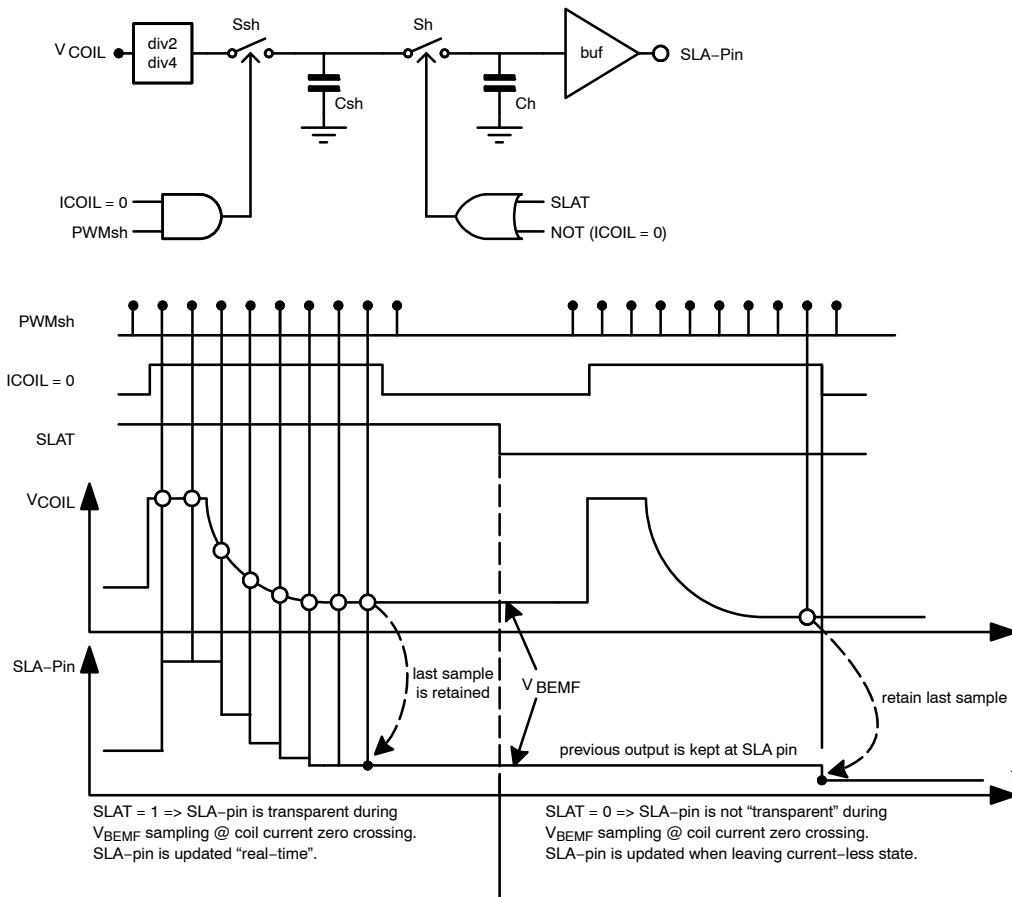 Ssh
Sh
V COIL
div2
div4
buf
SLA−Pin
Csh
Ch
ICOIL = 0
PWMsh
SLAT
NOT (ICOIL = 0)
PWMsh
ICOIL = 0
SLAT
VCOIL
SLA−Pin
last sample
is retained
V BEMF
retain last sample
previous output is kept at SLA pin
SLAT = 1 => SLA−pin is transparent during
VBEMF sampling @ coil current zero crossing.
SLA−pin is updated “real−time”.
SLAT = 0 => SLA−pin is not “transparent” during
VBEMF sampling @ coil current zero crossing.
SLA−pin is updated when leaving current−less state.